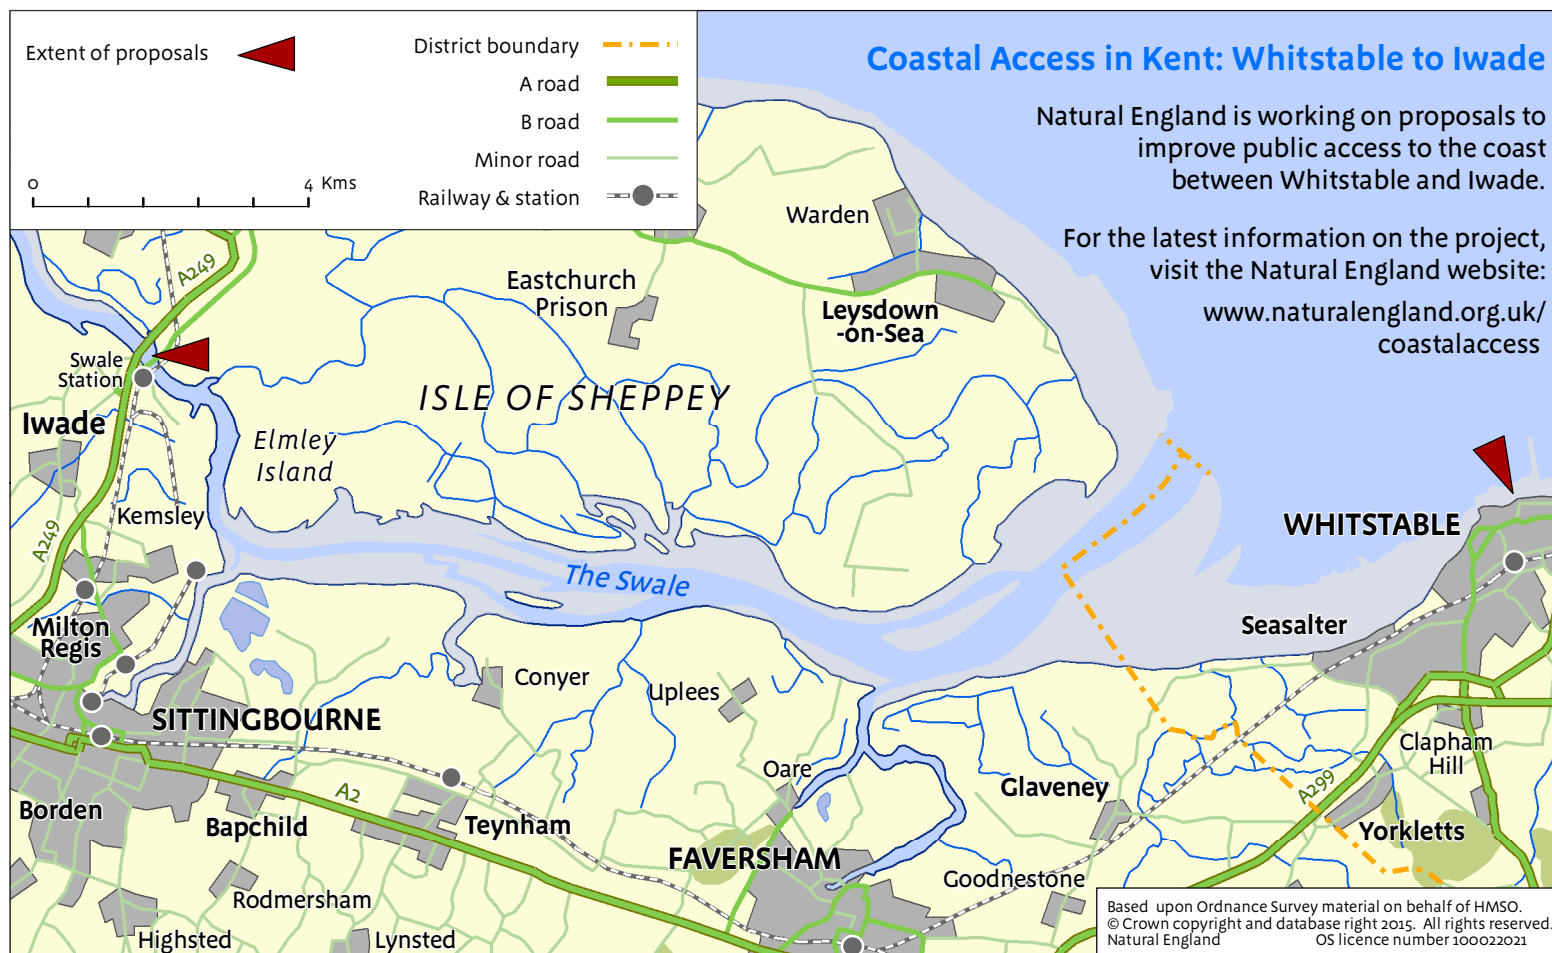 Extent of proposals
District boundary
A road
B road
Minor road
Railway & station
0 4 Kms
Coastal Access in Kent: Whitstable to Iwade
Natural England is working on proposals to
improve public access to the coast
between Whitstable and Iwade.
For the latest information on the project,
visit the Natural England website:
www.naturalengland.org.uk/
coastalaccess
Warden
A249
Eastchurch
Prison
Leysdown
-on-Sea
Swale
Station
ISLE OF SHEPPEY
Iwade
Elmley
Island
Kemsley
A249
WHITSTABLE
The Swale
Milton
Regis
Seasalter
Conyer
Uplees
SITTINGBOURNE
Clapham
Hill
Oare
Glaveney
A299
A2
Borden
Bapchild
Teynham
Yorkletts
FAVERSHAM
Goodnestone
Rodmersham
Highsted
Lynsted
Based upon Ordnance Survey material on behalf of HMSO.
© Crown copyright and database right 2015. All rights reserved.
Natural England OS licence number 100022021